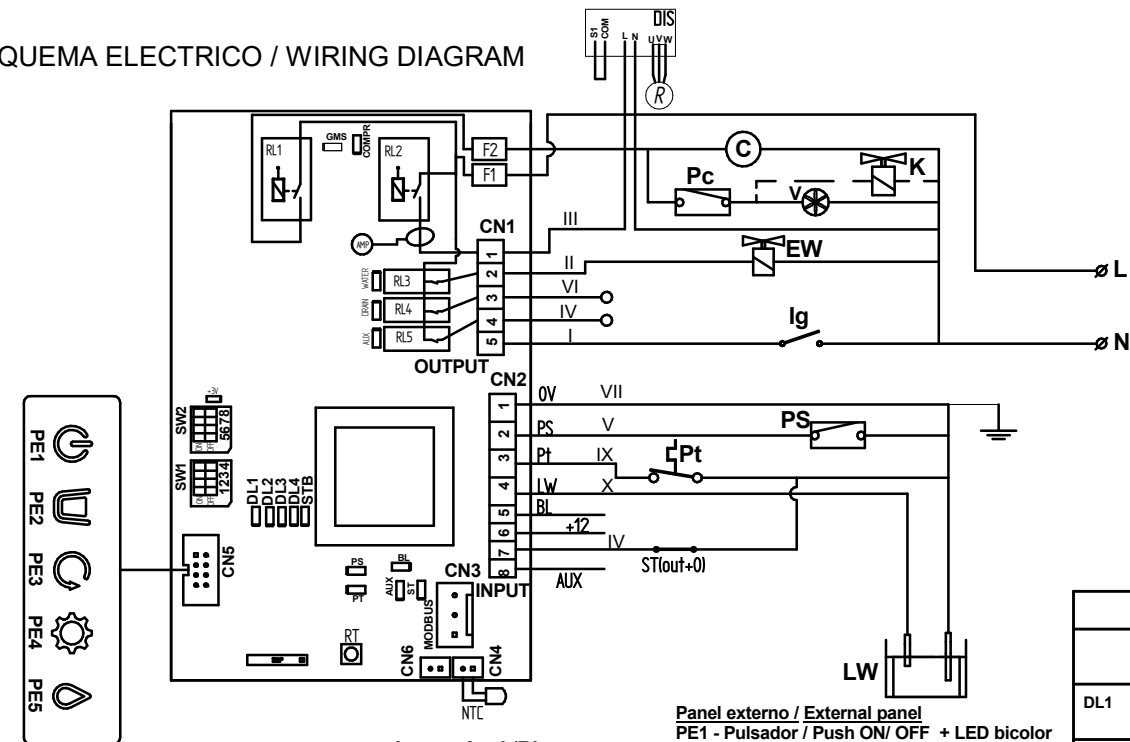 QUEMA ELECTRICO / WIRING DIAGRAM
DIS
S1
COM
L N
U V W
R
RL1
GMS
COMPR
RL2
F2
F1
C
K
Pc
V
AMP
CN1
III
EW
1
2
3
4
5
II
VI
IV
I
WATER
RL3
DRAIN
RL4
AUX
RL5
OUTPUT
Ig
L
N
CN2
1
2
3
4
5
6
7
8
0V
VII
PS
V
PS
Pt
IX
Pt
LW
X
BL
+12
IV
ST(out+0)
AUX
INPUT
+3V
SW2
ON
OFF
5678
SW1
ON
OFF
1234
DL1
DL2
DL3
DL4
STB
PE1
PE2
PE3
PE4
PE5
CN5
PS
PT
BL
AUX
ST
CN3
MODBUS
RT
CN6
CN4
NTC
LW
DL1
Panel externo / External panel
PE1 - Pulsador / Push ON/ OFF + LED bicolor